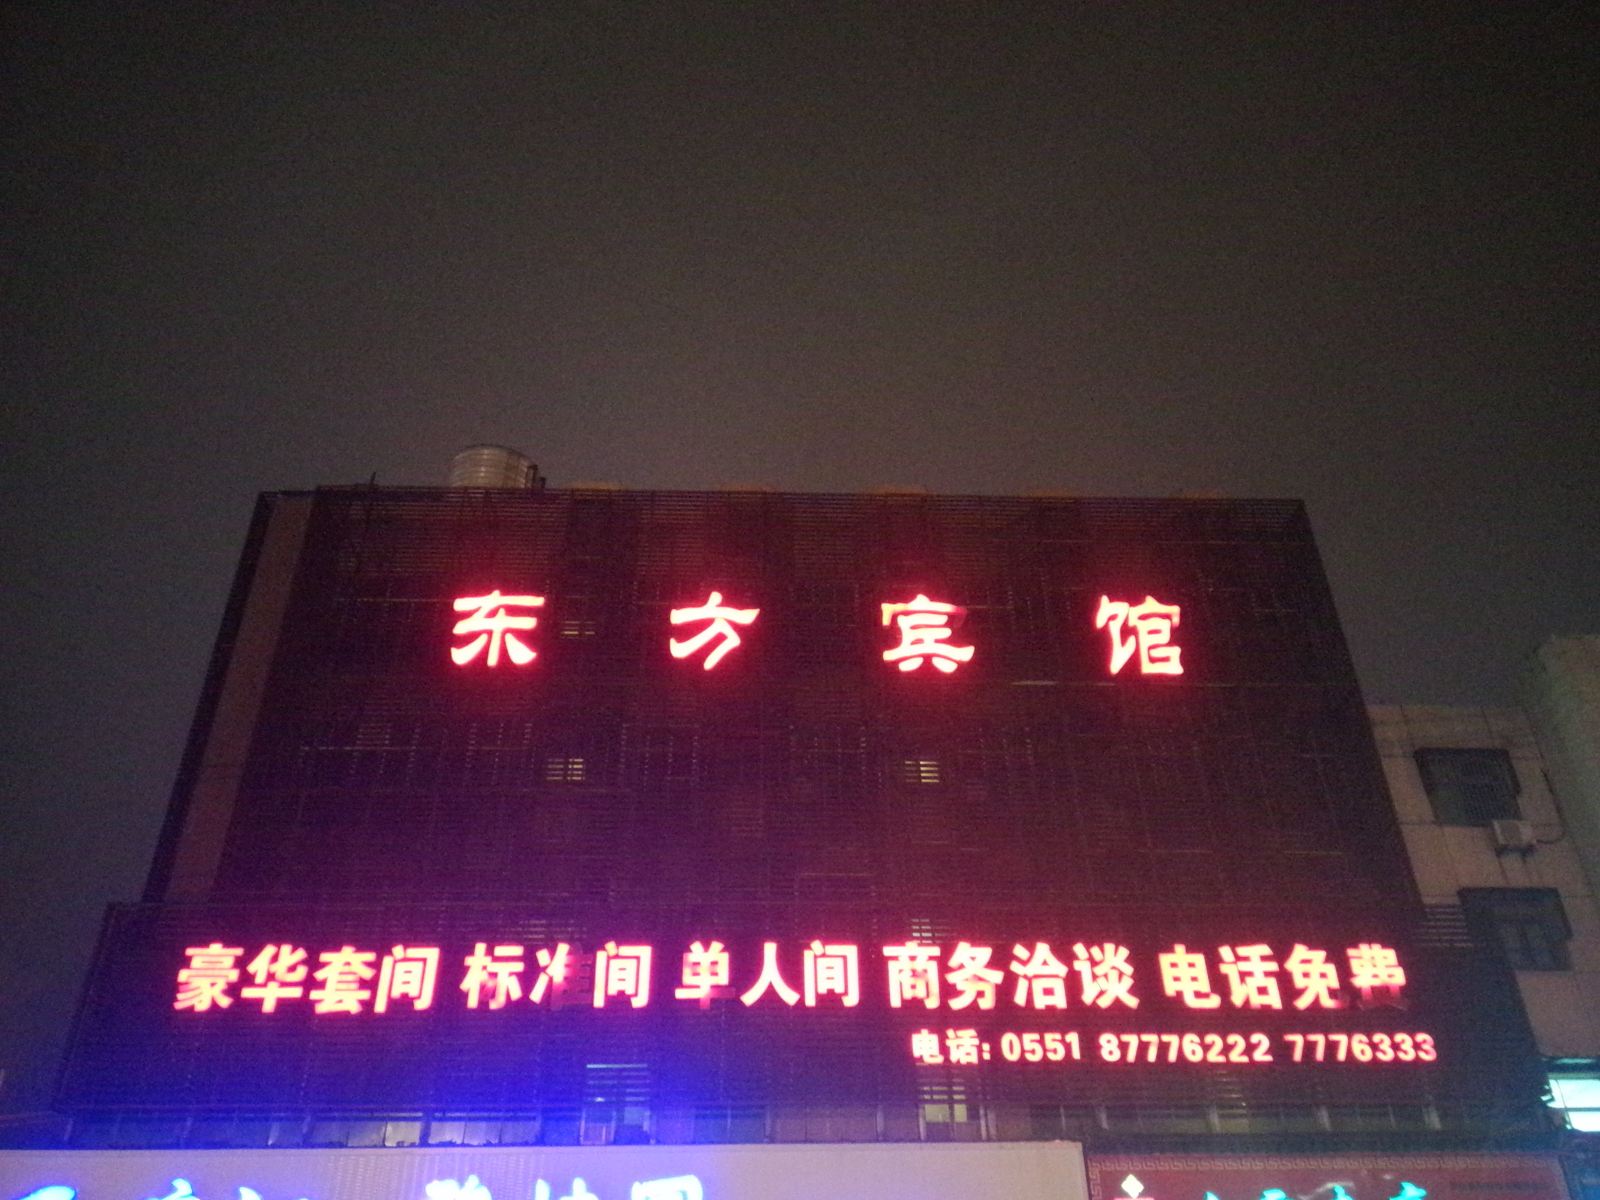 东方宾馆
豪华套间 标准间 单人间 商务洽谈 电话免费
电话: 0551 87776222 7776333